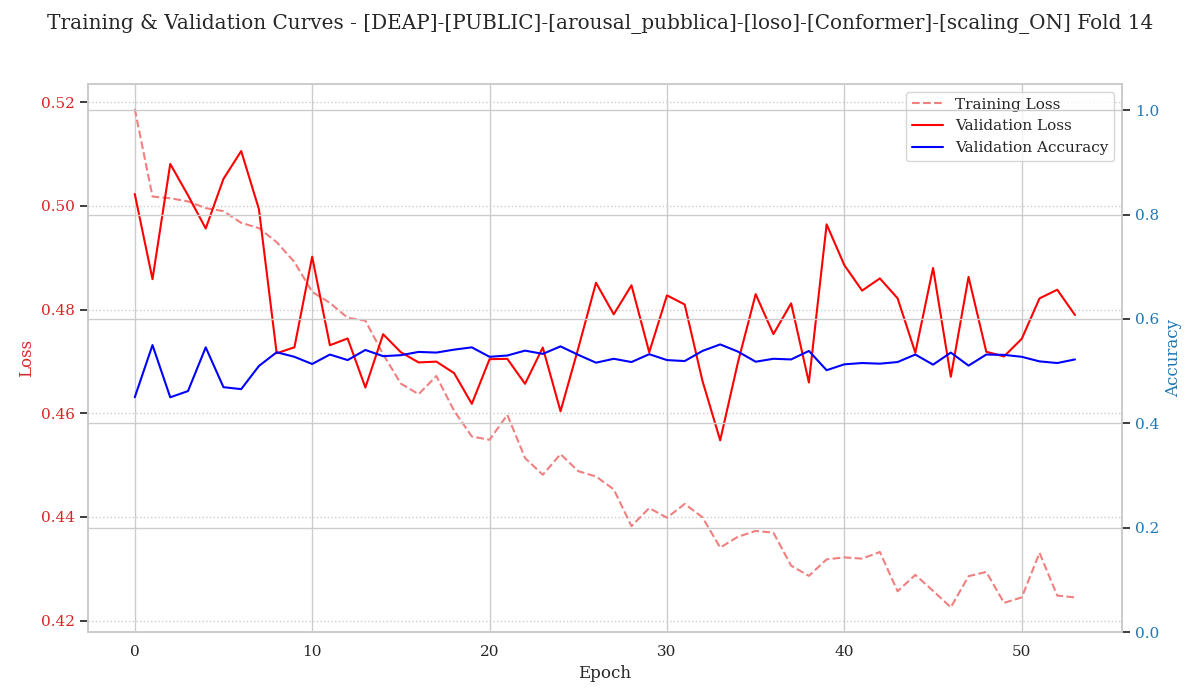 Training & Validation Curves - [DEAP]-[PUBLIC]-[arousal_pubblica]-[loso]-[Conformer]-[scaling_ON] Fold 14
Training Loss
Validation Loss
Validation Accuracy
0.52
0.50
0.48
0.46
0.44
0.42
Loss
1.0
0.8
0.6
0.4
0.2
0.0
Accuracy
0
10
20
30
40
50
Epoch